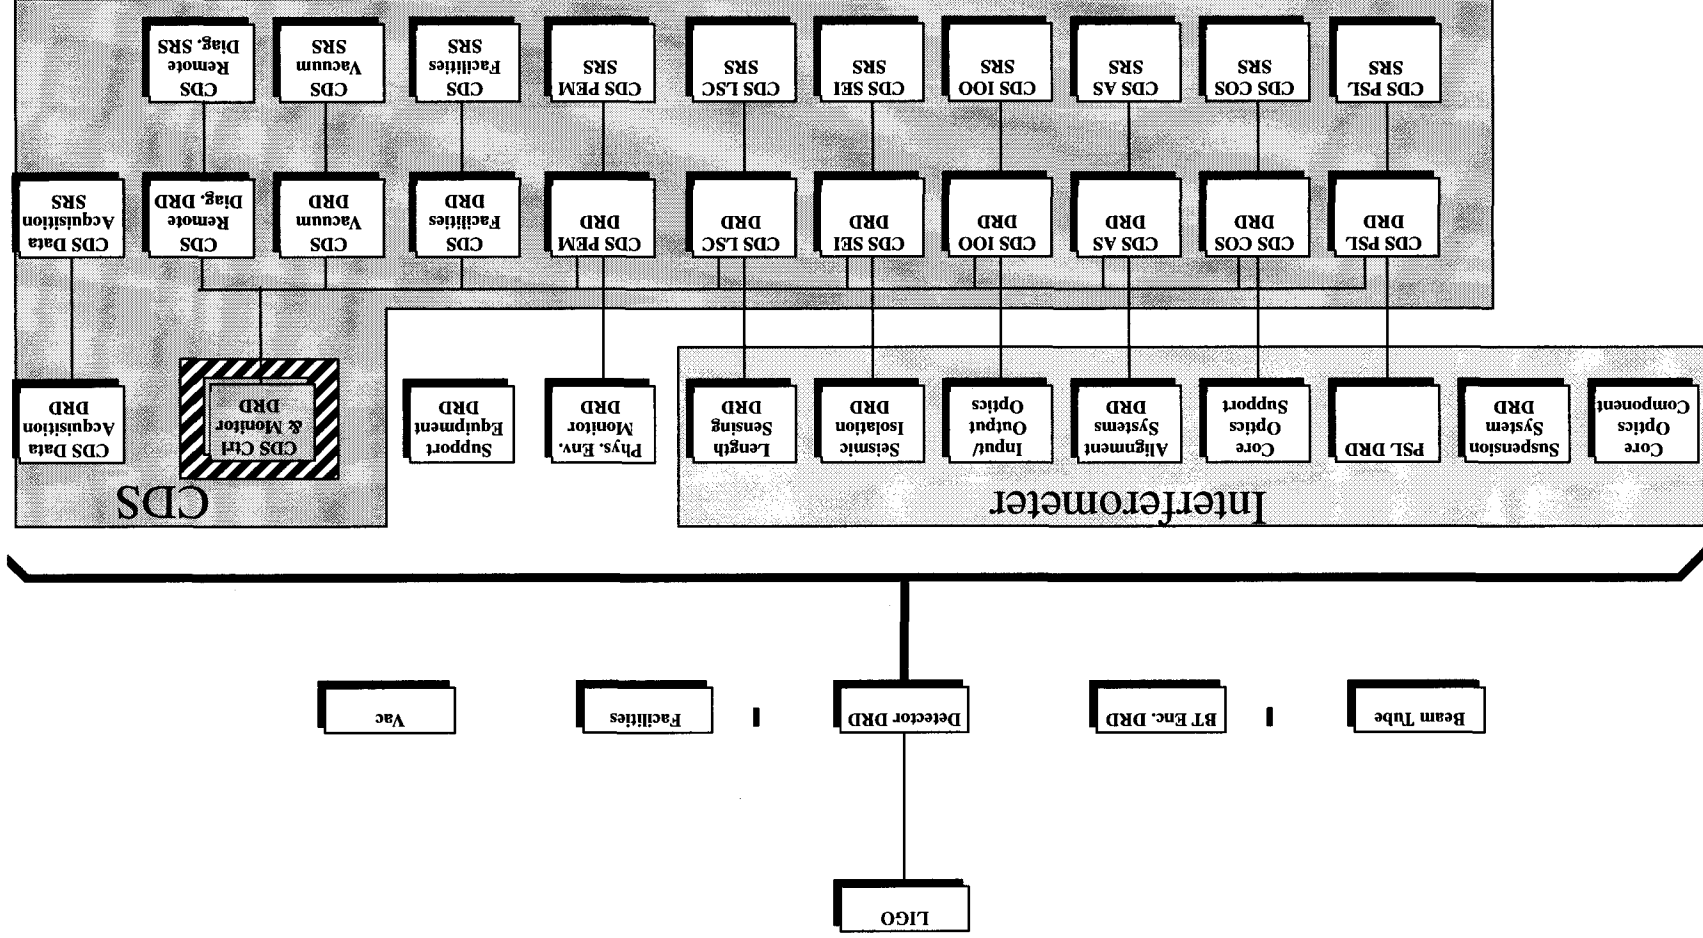 LIGO
Beam Tube
BT Enc. DRD
Detector DRD
Facilities
Vac
Interferometer
CDS
Core
Optics
Component
Suspension
System
DRD
PSL DRD
Core
Optics
Support
Alignment
Systems
DRD
Input/
Output
Optics
Seismic
Isolation
DRD
Length
Sensing
DRD
Phys. Env.
Monitor
DRD
Support
Equipment
DRD
CDS Ctrl
& Monitor
DRD
CDS Data
Acquisition
DRD
CDS PSL
DRD
CDS COS
DRD
CDS AS
DRD
CDS IOO
DRD
CDS SEI
DRD
CDS LSC
DRD
CDS PEM
DRD
CDS
Facilities
DRD
CDS
Vacuum
DRD
CDS
Remote
Diag. DRD
CDS Data
Acquisition
SRS
CDS PSL
SRS
CDS COS
SRS
CDS AS
SRS
CDS IOO
SRS
CDS SEI
SRS
CDS LSC
SRS
CDS PEM
SRS
CDS
Facilities
SRS
CDS
Vacuum
SRS
CDS
Remote
Diag. SRS